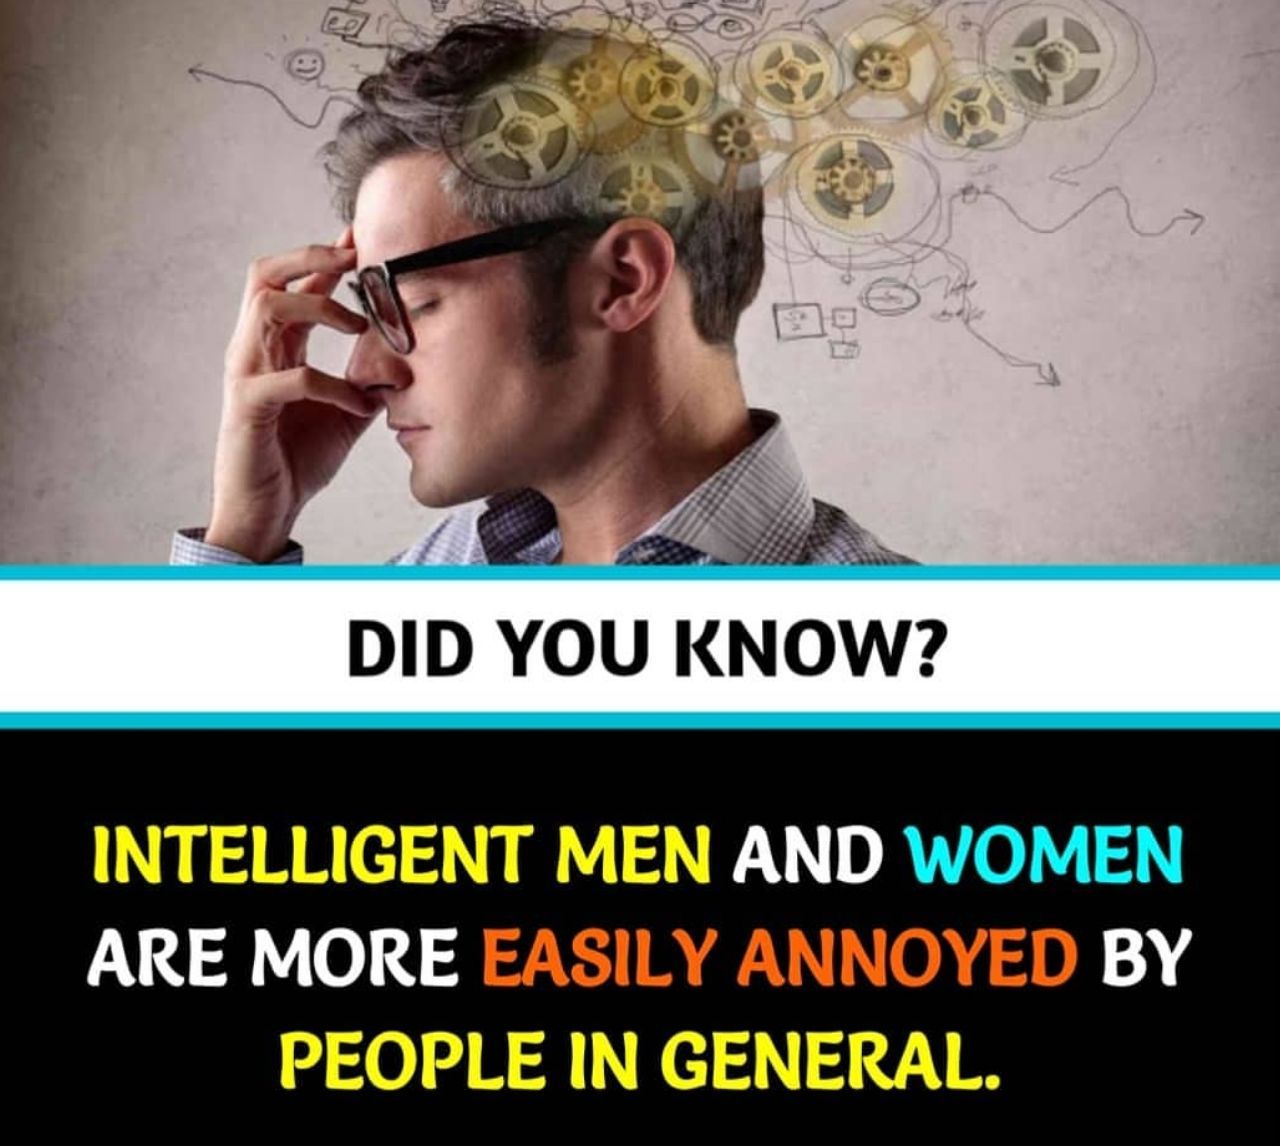 DID YOU KNOW?
INTELLIGENT MEN AND WOMEN
ARE MORE EASILY ANNOYED BY
PEOPLE IN GENERAL.